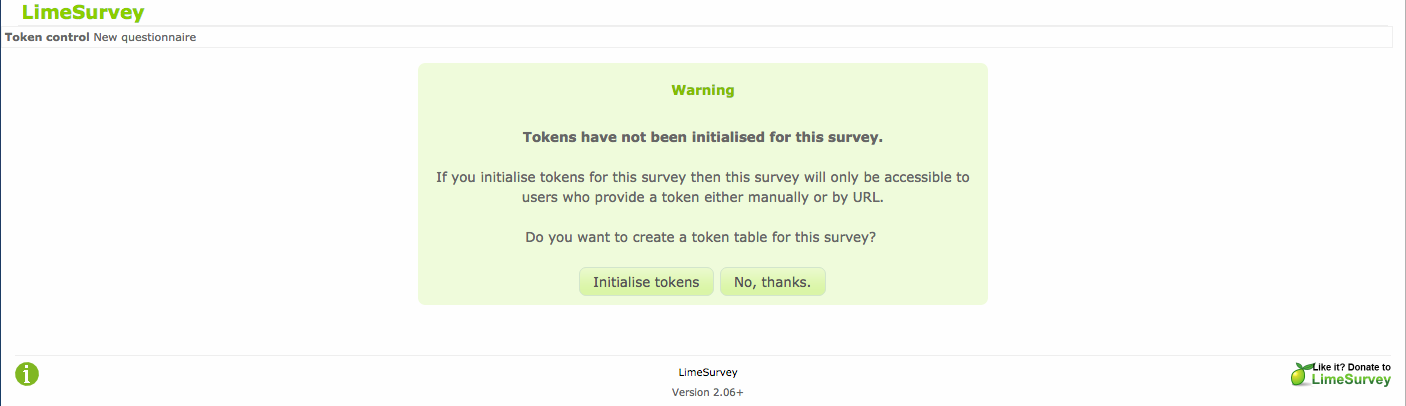 LimeSurvey
Token control New questionnaire
Warning
Tokens have not been initialised for this survey.
If you initialise tokens for this survey then this survey will only be accessible to
users who provide a token either manually or by URL.
Do you want to create a token table for this survey?
Initialise tokens No, thanks.
i
LimeSurvey
Version 2.06+
Like it? Donate to
LimeSurvey